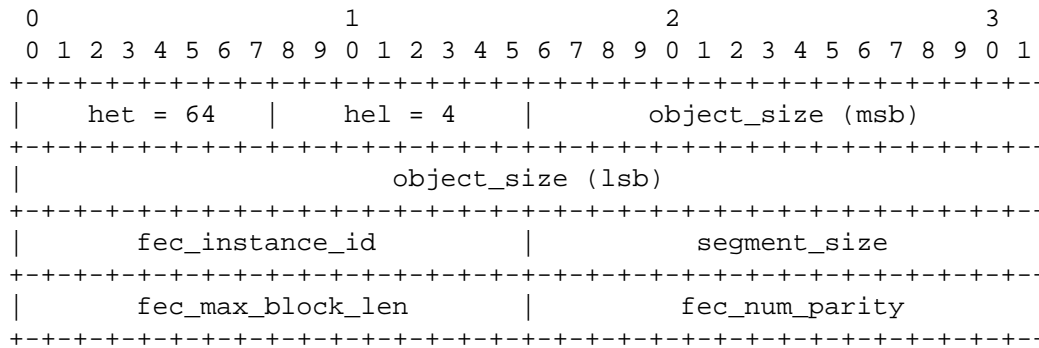 0                   1                   2                   3
0 1 2 3 4 5 6 7 8 9 0 1 2 3 4 5 6 7 8 9 0 1 2 3 4 5 6 7 8 9 0 1
+-+-+-+-+-+-+-+-+-+-+-+-+-+-+-+-+-+-+-+-+-+-+-+-+-+-+-+-+-+-+-+--
|    het = 64   |    hel = 4    |       object_size (msb)
+-+-+-+-+-+-+-+-+-+-+-+-+-+-+-+-+-+-+-+-+-+-+-+-+-+-+-+-+-+-+-+--
|                       object_size (lsb)
+-+-+-+-+-+-+-+-+-+-+-+-+-+-+-+-+-+-+-+-+-+-+-+-+-+-+-+-+-+-+-+--
|       fec_instance_id         |          segment_size
+-+-+-+-+-+-+-+-+-+-+-+-+-+-+-+-+-+-+-+-+-+-+-+-+-+-+-+-+-+-+-+--
|       fec_max_block_len       |         fec_num_parity
+-+-+-+-+-+-+-+-+-+-+-+-+-+-+-+-+-+-+-+-+-+-+-+-+-+-+-+-+-+-+-+--